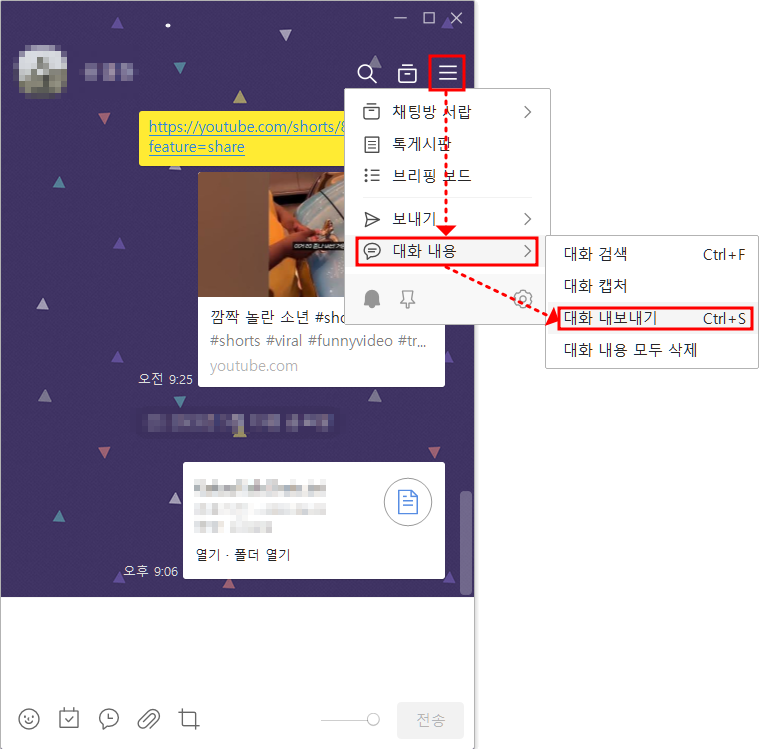 https://youtube.com/shorts/8
feature=share
채팅방 서랍
톡게시판
브리핑 보드
보내기
대화 내용
대화 검색 Ctrl+F
대화 캡처
대화 내보내기 Ctrl+S
대화 내용 모두 삭제
깜짝 놀란 소년 #sho
#shorts #viral #funnyvideo #tr...
youtube.com
오전 9:25
열기 · 폴더 열기
오후 9:06
전송